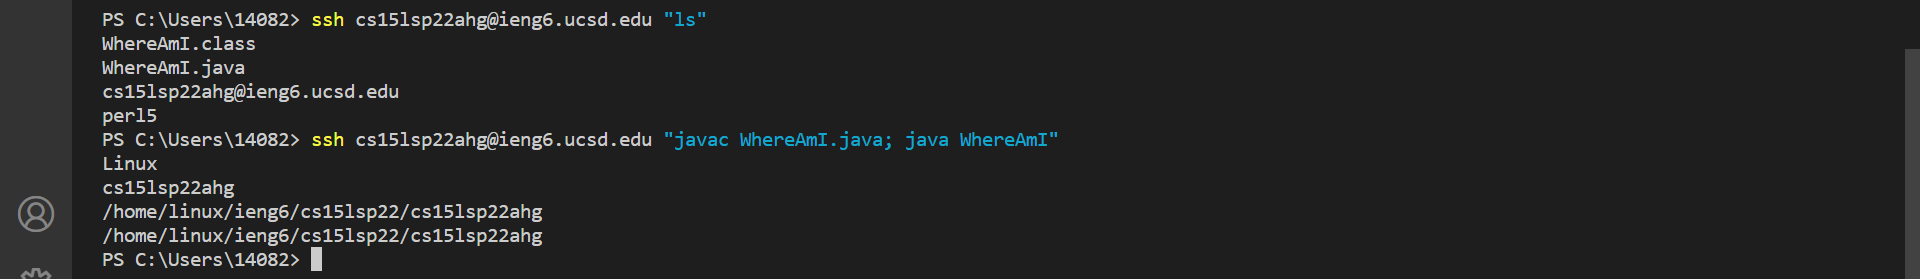 PS C:\Users\14082> ssh cs15lsp22ahg@ieng6.ucsd.edu "ls"
WhereAmI.class
WhereAmI.java
cs15lsp22ahg@ieng6.ucsd.edu
perl5
PS C:\Users\14082> ssh cs15lsp22ahg@ieng6.ucsd.edu "javac WhereAmI.java; java WhereAmI"
Linux
cs15lsp22ahg
/home/linux/ieng6/cs15lsp22/cs15lsp22ahg
/home/linux/ieng6/cs15lsp22/cs15lsp22ahg
PS C:\Users\14082>